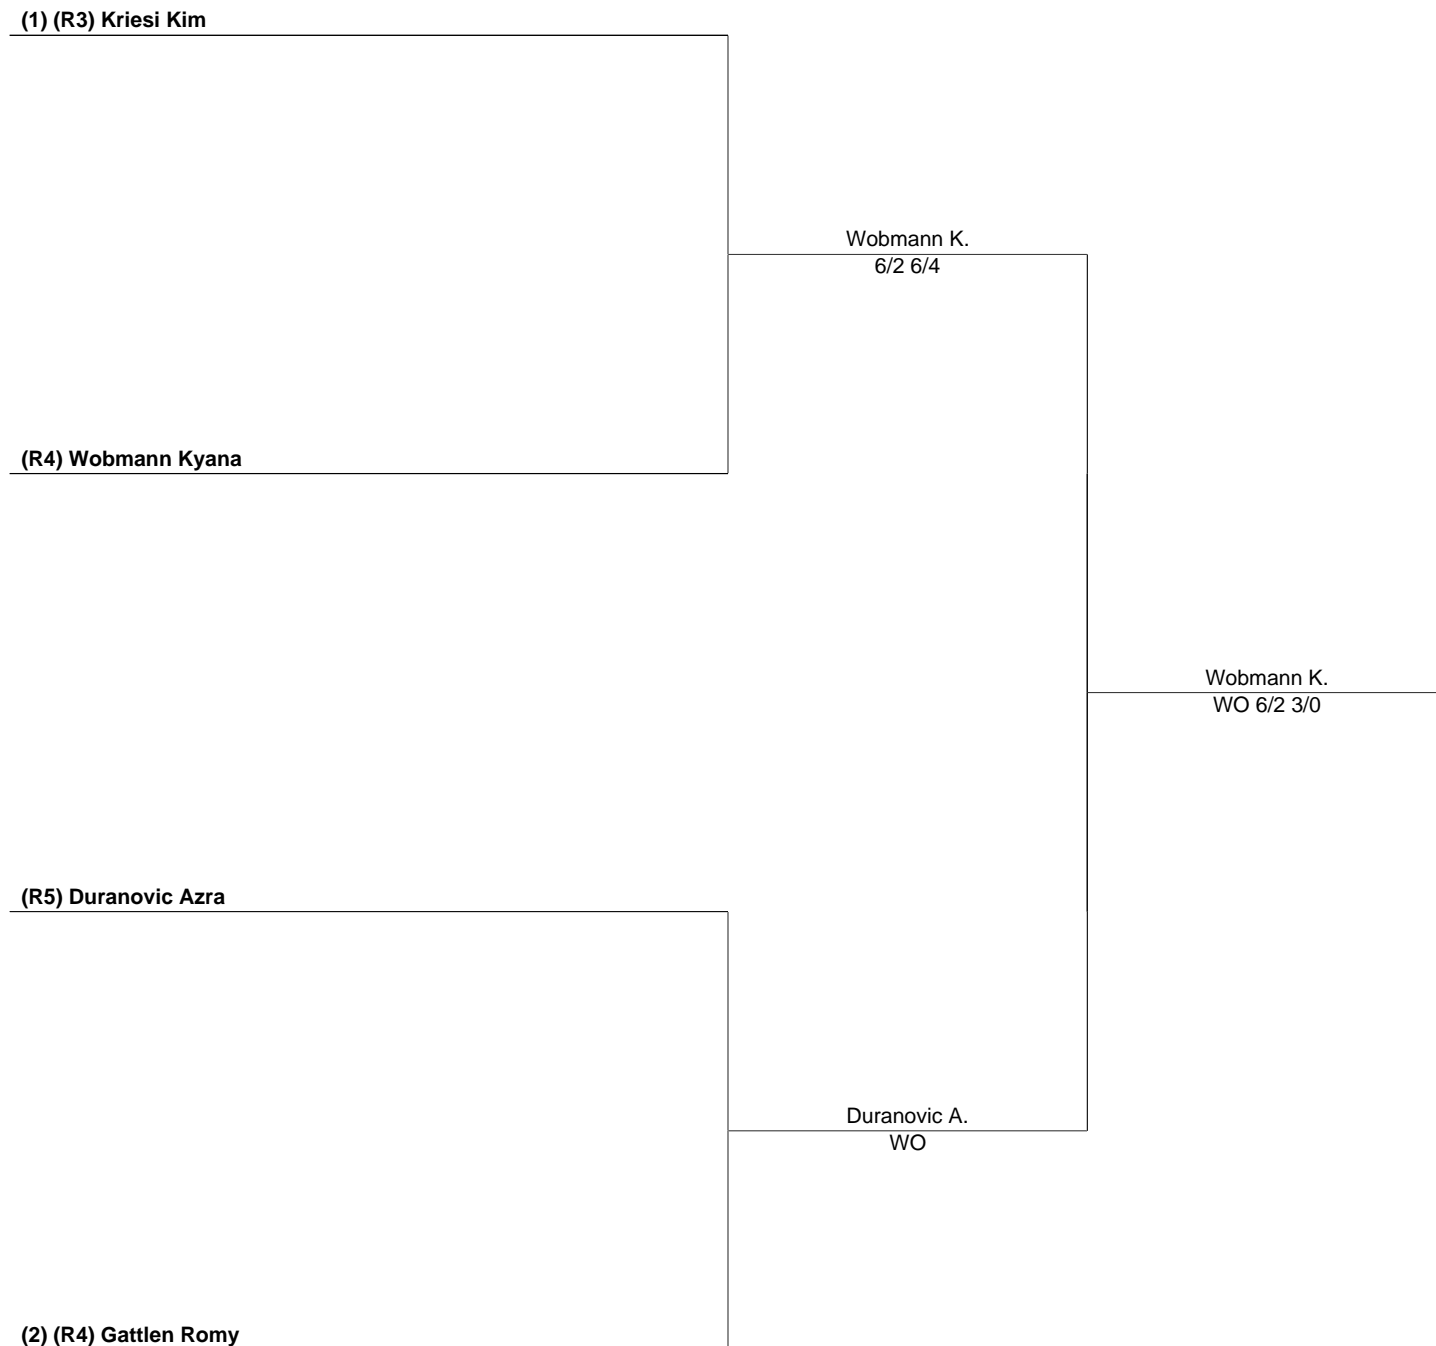 (1) (R3) Kriesi Kim
Wobmann K.
6/2 6/4
(R4) Wobmann Kyana
Wobmann K.
WO 6/2 3/0
(R5) Duranovic Azra
Duranovic A.
WO
(2) (R4) Gattlen Romy